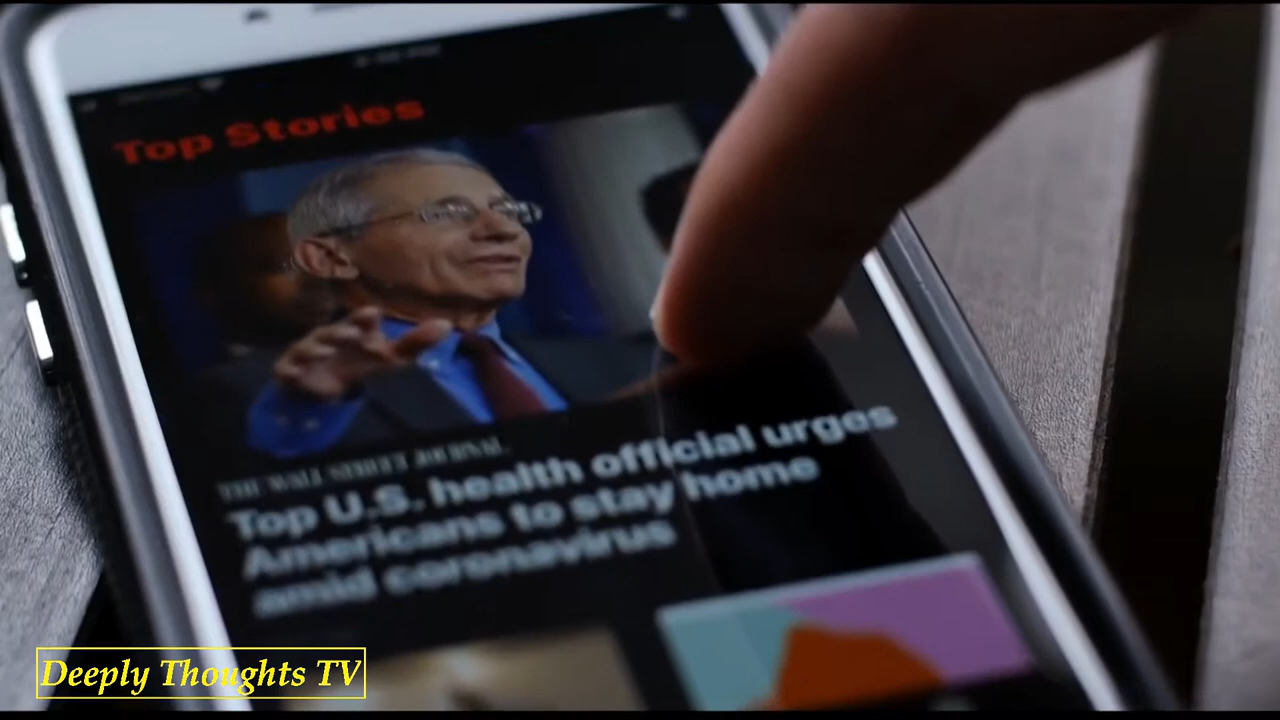 Top Stories
THE WALL STREET JOURNAL
Top U.S. health official urges
Americans to stay home
amid coronavirus
Deeply Thoughts TV